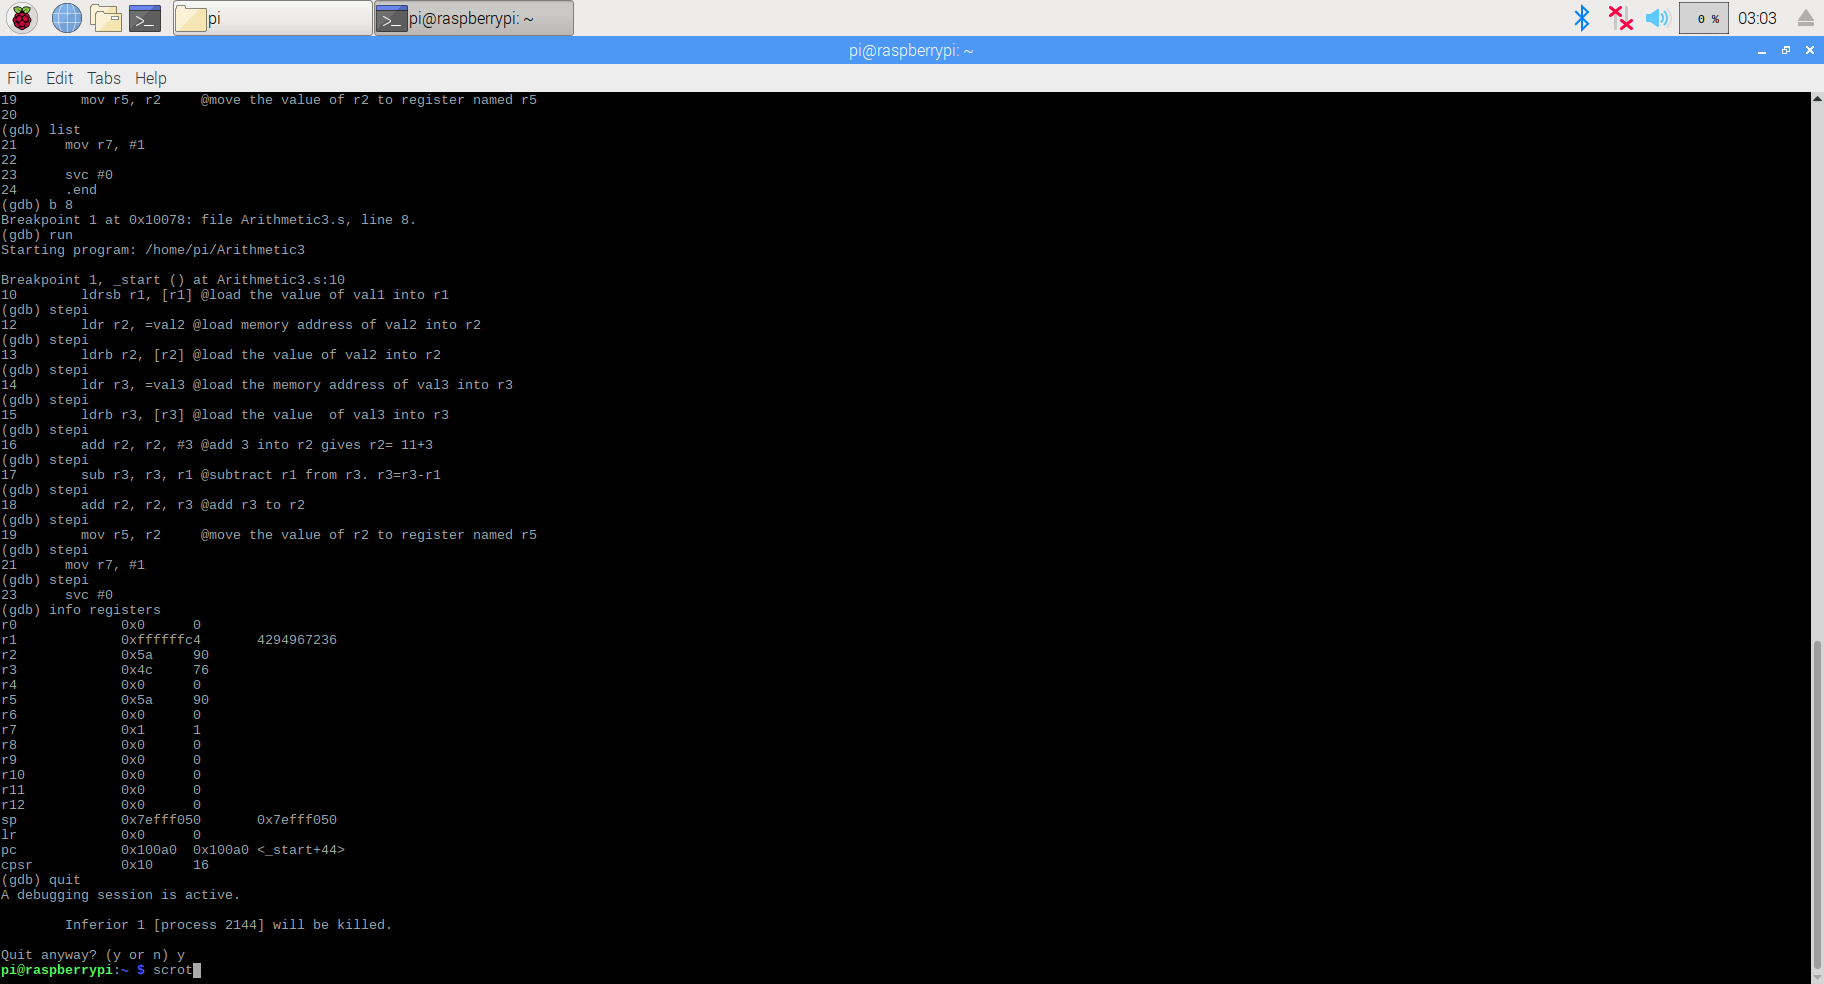 pi
pi@raspberrypi: ~
0 %
03:03
pi@raspberrypi: ~
File Edit Tabs Help
19        mov r5, r2     @move the value of r2 to register named r5
20
(gdb) list
21      mov r7, #1
22
23      svc #0
24      .end
(gdb) b 8
Breakpoint 1 at 0x10078: file Arithmetic3.s, line 8.
(gdb) run
Starting program: /home/pi/Arithmetic3
Breakpoint 1, _start () at Arithmetic3.s:10
10        ldrsb r1, [r1] @load the value of val1 into r1
(gdb) stepi
12        ldr r2, =val2 @load memory address of val2 into r2
(gdb) stepi
13        ldrb r2, [r2] @load the value of val2 into r2
(gdb) stepi
14        ldr r3, =val3 @load the memory address of val3 into r3
(gdb) stepi
15        ldrb r3, [r3] @load the value  of val3 into r3
(gdb) stepi
16        add r2, r2, #3 @add 3 into r2 gives r2= 11+3
(gdb) stepi
17        sub r3, r3, r1 @subtract r1 from r3. r3=r3-r1
(gdb) stepi
18        add r2, r2, r3 @add r3 to r2
(gdb) stepi
19        mov r5, r2     @move the value of r2 to register named r5
(gdb) stepi
21      mov r7, #1
(gdb) stepi
23      svc #0
(gdb) info registers
r0             0x0      0
r1             0xffffffc4       4294967236
r2             0x5a     90
r3             0x4c     76
r4             0x0      0
r5             0x5a     90
r6             0x0      0
r7             0x1      1
r8             0x0      0
r9             0x0      0
r10            0x0      0
r11            0x0      0
r12            0x0      0
sp             0x7efff050       0x7efff050
lr             0x0      0
pc             0x100a0  0x100a0 <_start+44>
cpsr           0x10     16
(gdb) quit
A debugging session is active.
Inferior 1 [process 2144] will be killed.
Quit anyway? (y or n) y
pi@raspberrypi:~ $ scrot